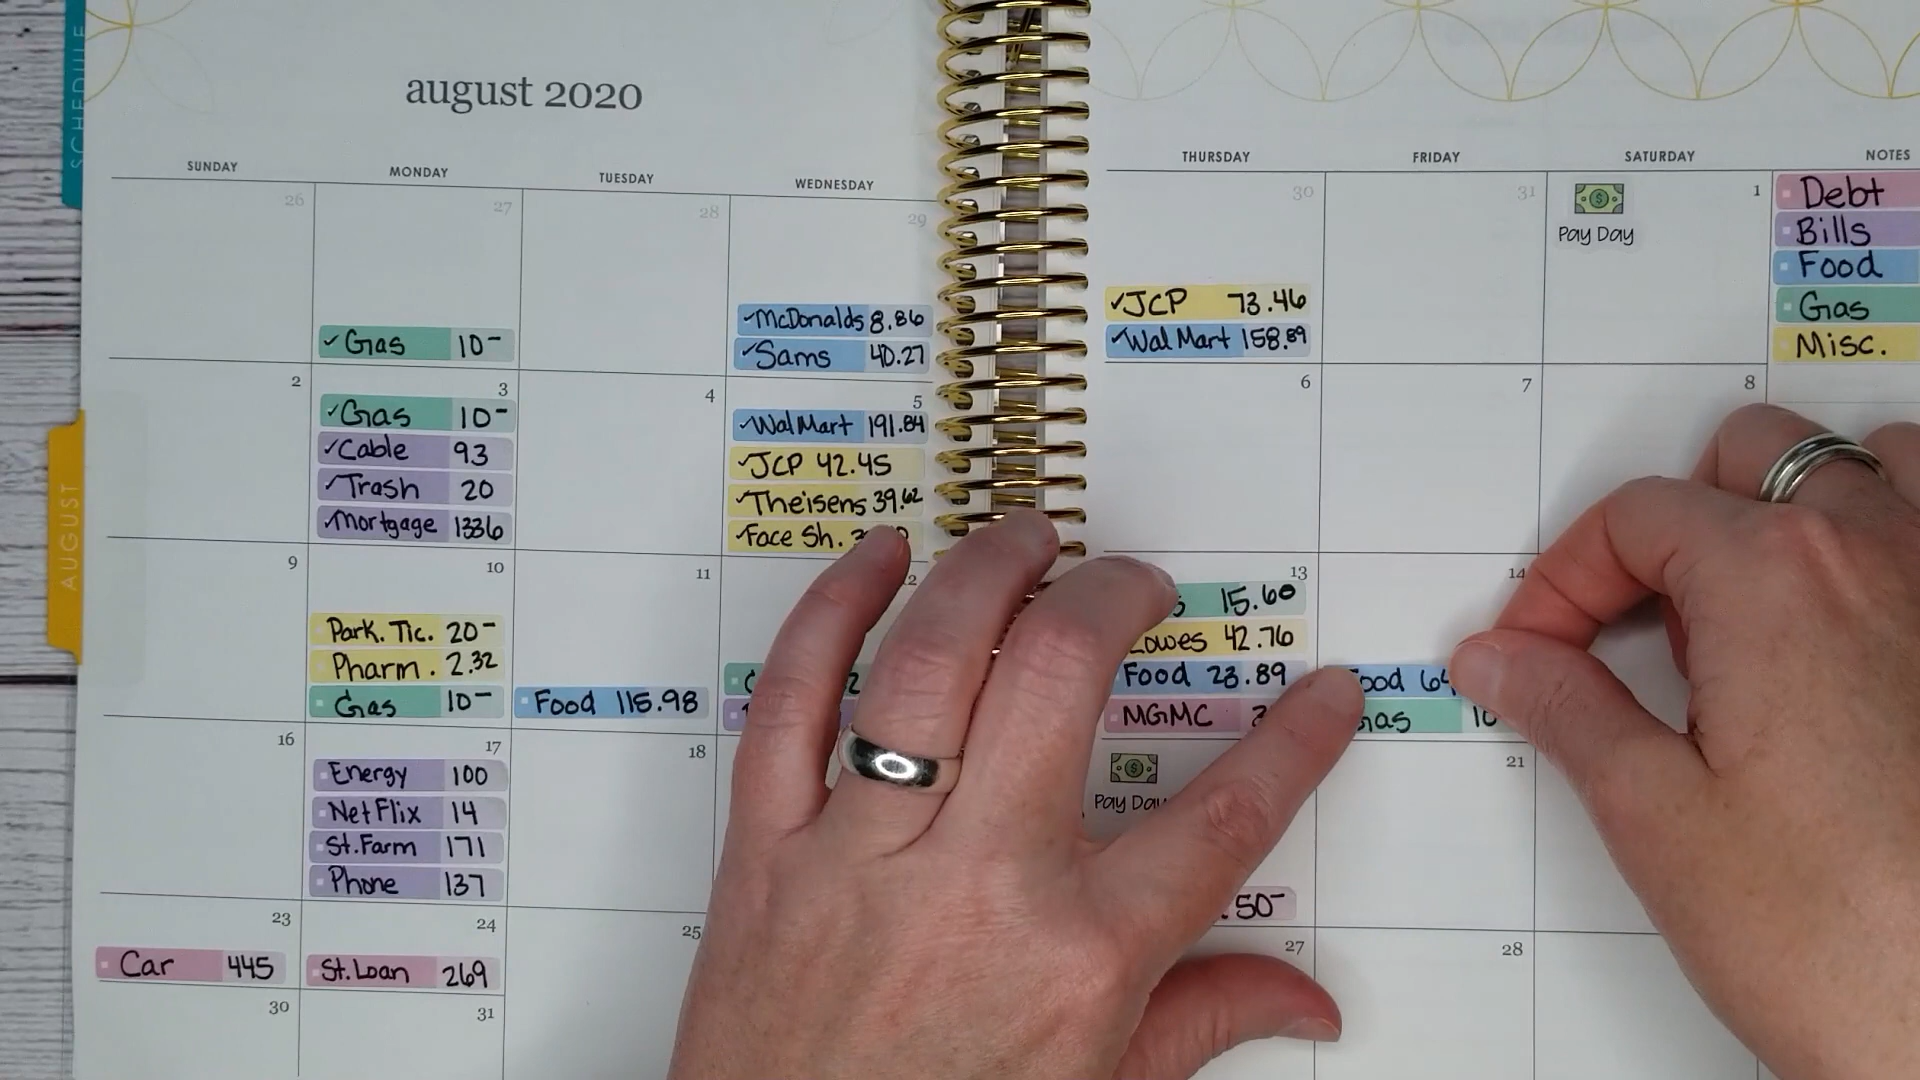 SCHEDULE
august 2020
SUNDAY MONDAY TUESDAY WEDNESDAY THURSDAY FRIDAY SATURDAY NOTES
26 27 28 29 30 31 1
Pay Day
Debt
Bills
Food
Gas
Misc.
✓Gas 10-
✓McDonalds 8.86
✓Sams 40.27
✓JCP 73.46
✓WalMart 158.89
2 3 4 5 6 7 8
✓Gas 10-
✓Cable 93
✓Trash 20
✓Mortgage 1336
✓WalMart 191.84
✓JCP 42.45
✓Theisens 39.62
✓Face Sh.
AUGUST
9 10 11 13 14
Park. Tic. 20-
Pharm. 2.32
Gas 10-
Food 115.98
15.60
Lowes 42.76
Food 23.89
MGMC
16 17 18 21
Energy 100
NetFlix 14
St.Farm 171
Phone 137
Pay Day
50-
23 24 25 27 28
Car 445
St.Loan 269
30 31